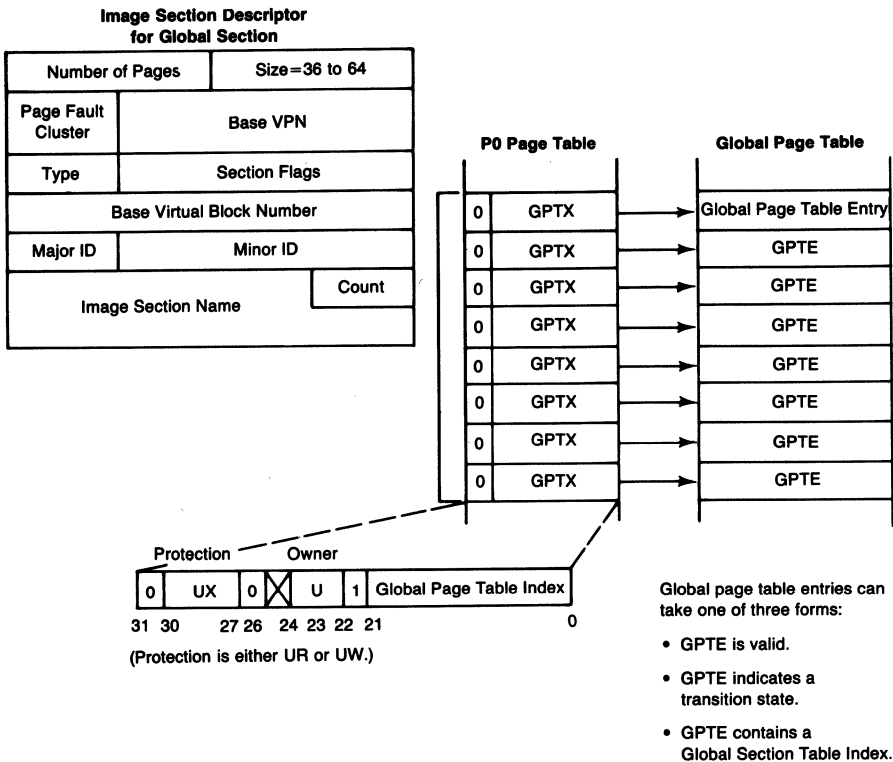 Image Section Descriptor
for Global Section
Number of Pages
Size=36 to 64
Page Fault
Cluster
Base VPN
Type
Section Flags
Base Virtual Block Number
Major ID
Minor ID
Image Section Name
Count
P0 Page Table
Global Page Table
0 GPTX
Global Page Table Entry
0 GPTX
GPTE
0 GPTX
GPTE
0 GPTX
GPTE
0 GPTX
GPTE
0 GPTX
GPTE
0 GPTX
GPTE
0 GPTX
GPTE
Protection
Owner
0 UX 0 U 1 Global Page Table Index
31 30 27 26 24 23 22 21 0
(Protection is either UR or UW.)
Global page table entries can
take one of three forms:
• GPTE is valid.
• GPTE indicates a
transition state.
• GPTE contains a
Global Section Table Index.